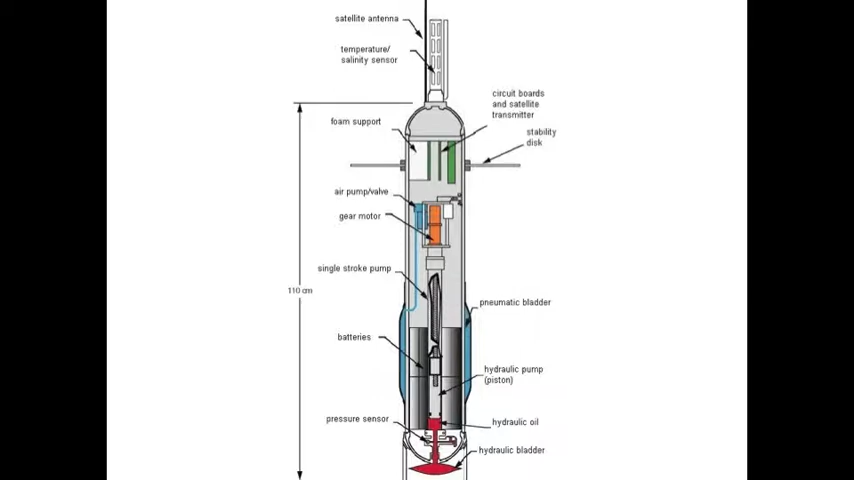 satellite antenna
temperature/
salinity sensor
circuit boards
and satellite
transmitter
foam support
stability
disk
air pump/valve
gear motor
single stroke pump
110 cm
pneumatic bladder
batteries
hydraulic pump
(piston)
pressure sensor
hydraulic oil
hydraulic bladder